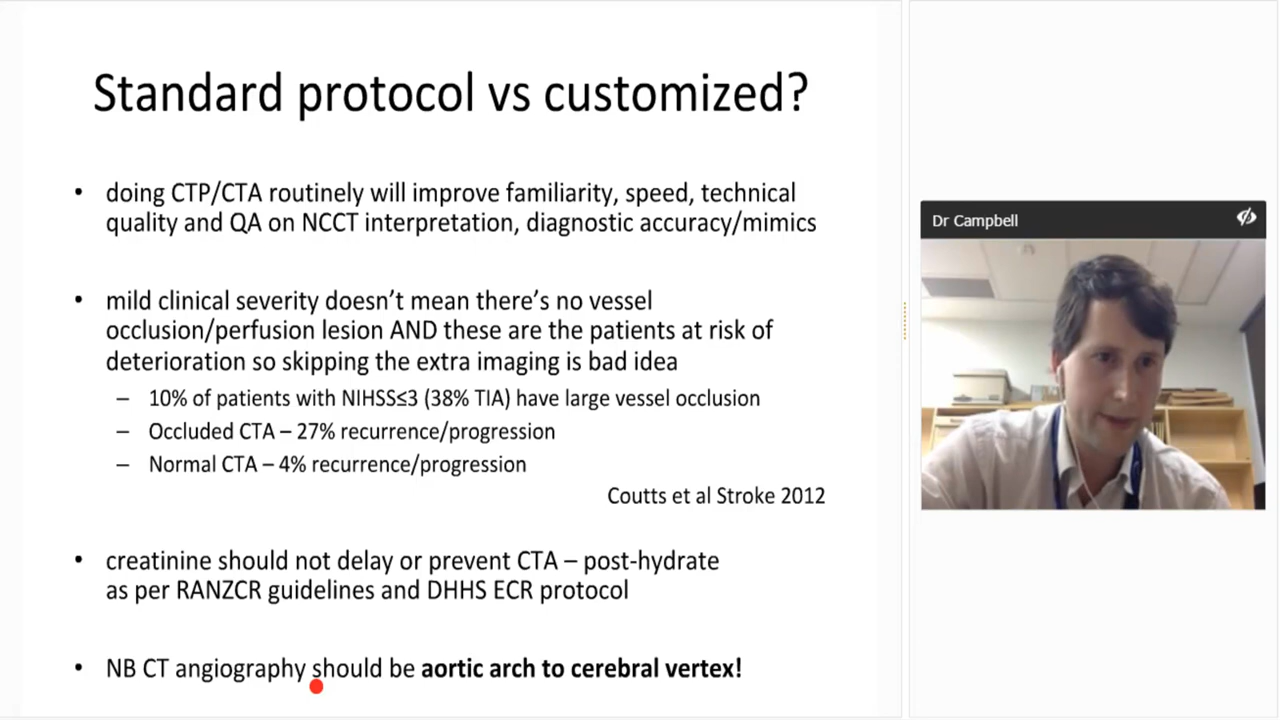 Standard protocol vs customized?
• doing CTP/CTA routinely will improve familiarity, speed, technical
quality and QA on NCCT interpretation, diagnostic accuracy/mimics
• mild clinical severity doesn't mean there's no vessel
occlusion/perfusion lesion AND these are the patients at risk of
deterioration so skipping the extra imaging is bad idea
– 10% of patients with NIHSS≤3 (38% TIA) have large vessel occlusion
– Occluded CTA – 27% recurrence/progression
– Normal CTA – 4% recurrence/progression
Coutts et al Stroke 2012
• creatinine should not delay or prevent CTA – post-hydrate
as per RANZCR guidelines and DHHS ECR protocol
• NB CT angiography should be aortic arch to cerebral vertex!
Dr Campbell